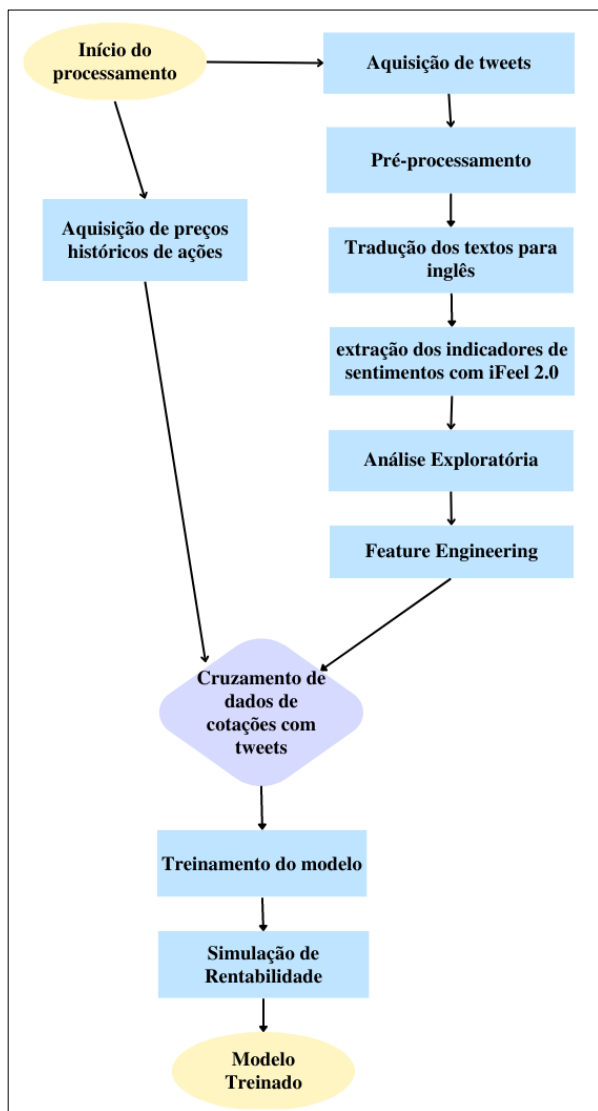 Início do
processamento
Aquisição de tweets
Pré-processamento
Aquisição de preços
históricos de ações
Tradução dos textos para
inglês
extração dos indicadores de
sentimentos com iFeel 2.0
Análise Exploratória
Feature Engineering
Cruzamento de
dados de
cotações com
tweets
Treinamento do modelo
Simulação de
Rentabilidade
Modelo
Treinado